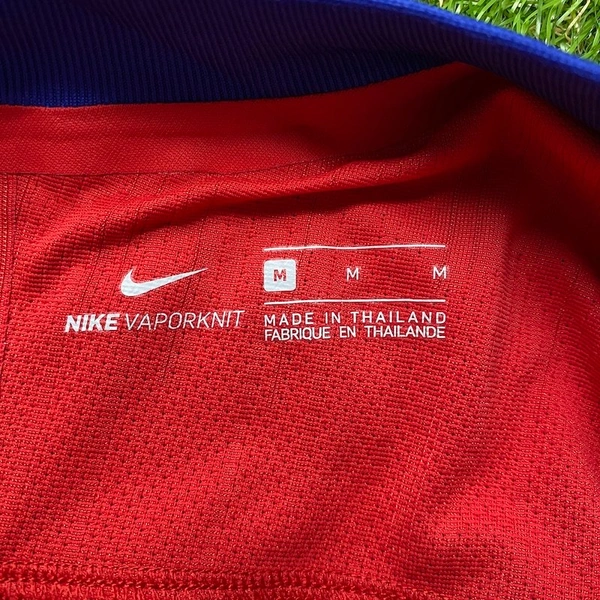 M M M
NIKE VAPORKNIT
MADE IN THAILAND
FABRIQUE EN THAILANDE